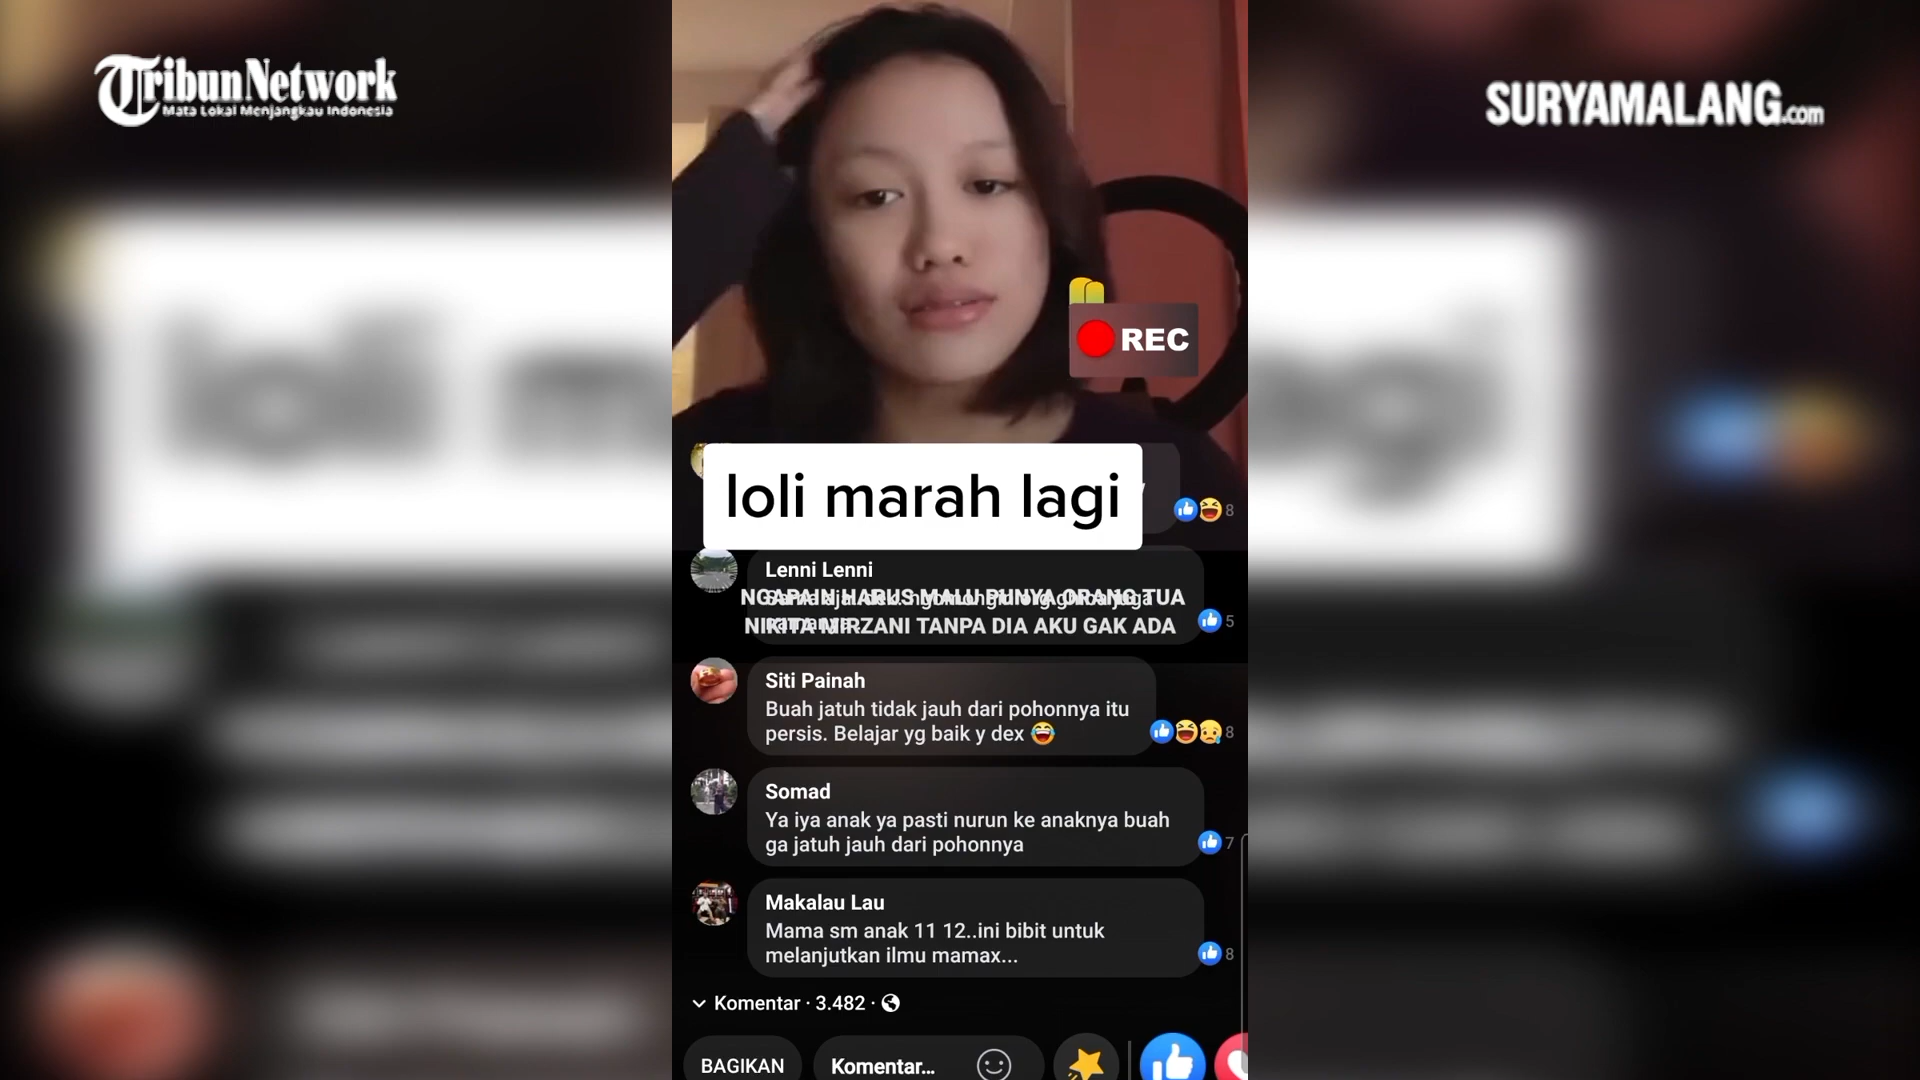 Tribun Network
Mata Lokal Menjangkau Indonesia
SURYAMALANG.com
REC
loli marah lagi
8
Lenni Lenni
NGAPAIN HARUS MALU PUNYA ORANG TUA
NIKITA MIRZANI TANPA DIA AKU GAK ADA
5
Siti Painah
Buah jatuh tidak jauh dari pohonnya itu
persis. Belajar yg baik y dex 😂
8
Somad
Ya iya anak ya pasti nurun ke anaknya buah
ga jatuh jauh dari pohonnya
7
Makalau Lau
Mama sm anak 11 12..ini bibit untuk
melanjutkan ilmu mamax...
8
Komentar · 3.482 ·
BAGIKAN
Komentar...